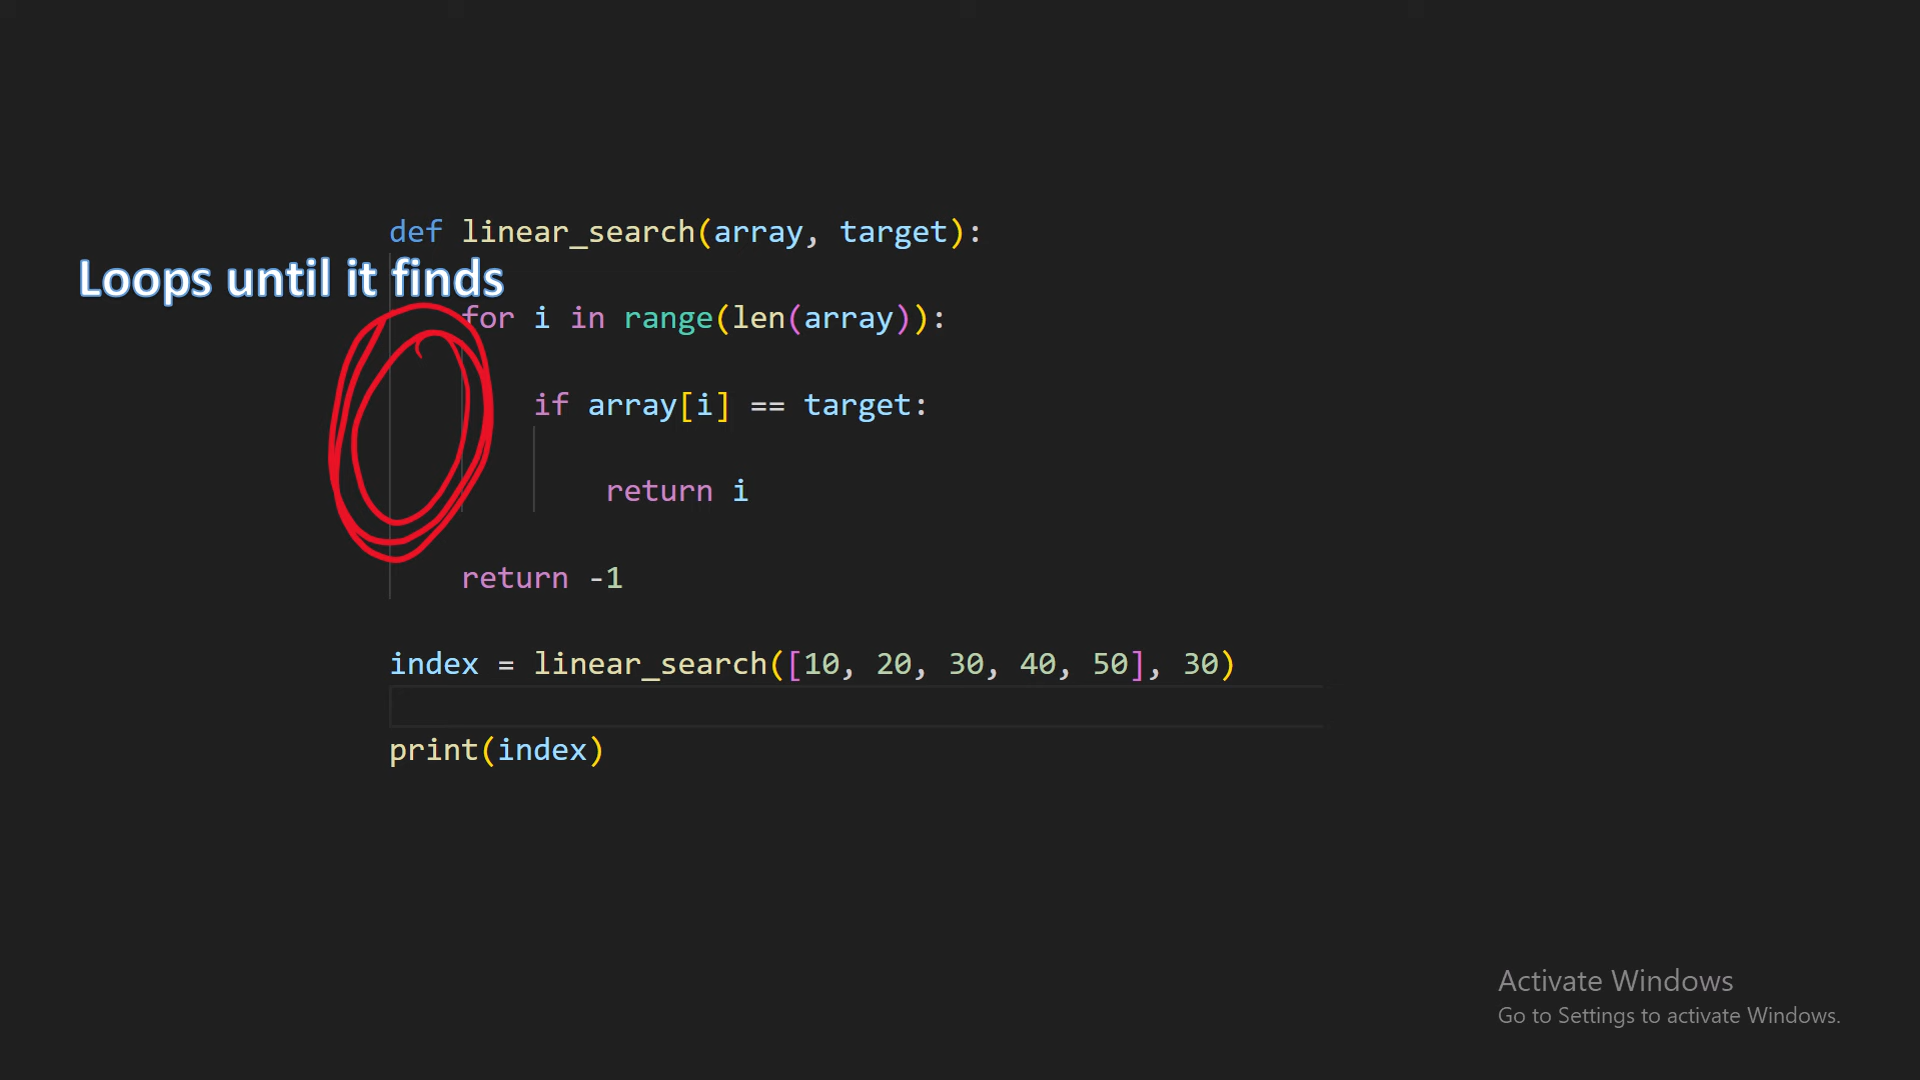 def linear_search(array, target):
Loops until it finds
for i in range(len(array)):
if array[i] == target:
return i
return -1
index = linear_search([10, 20, 30, 40, 50], 30)
print(index)
Activate Windows
Go to Settings to activate Windows.